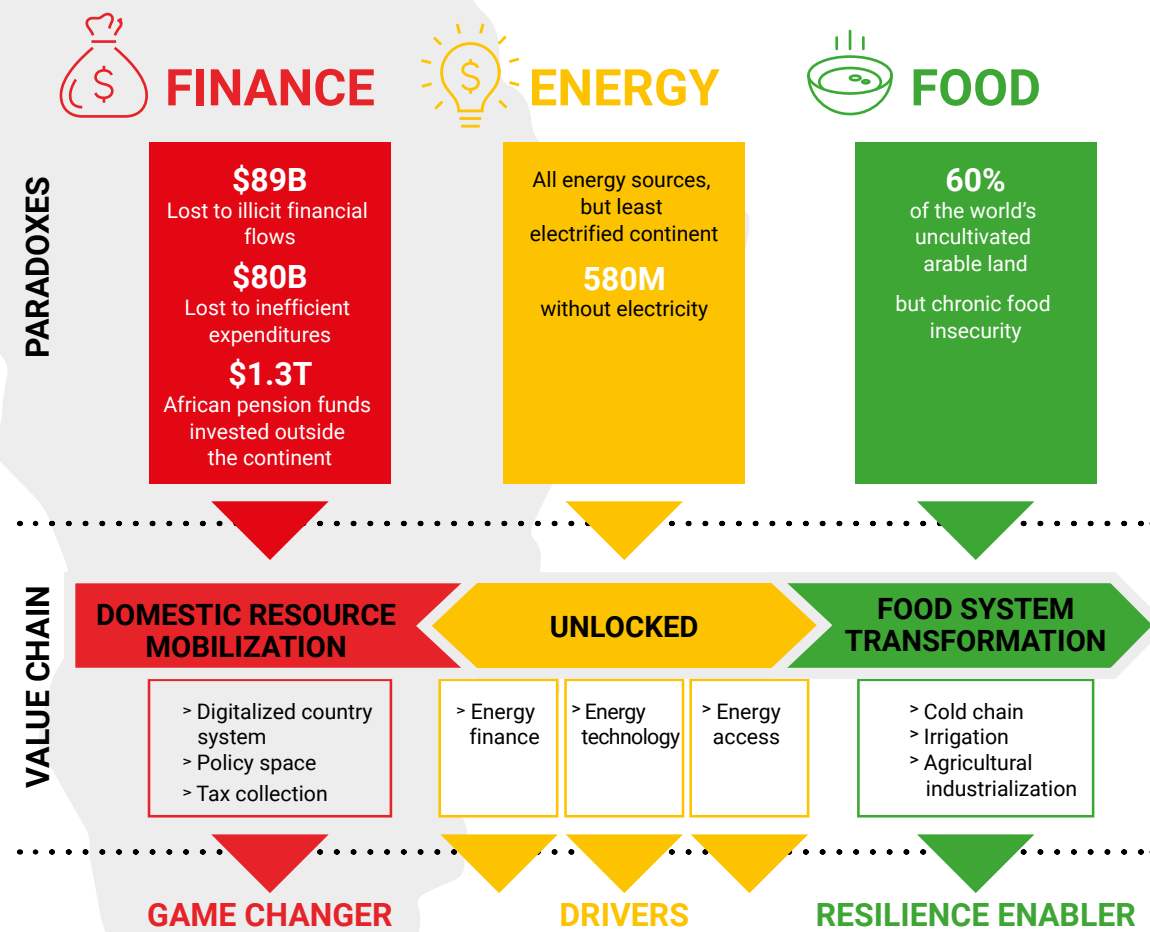 $
FINANCE
$
ENERGY
FOOD
PARADOXES
$89B
Lost to illicit financial
flows
$80B
Lost to inefficient
expenditures
$1.3T
African pension funds
invested outside
the continent
All energy sources,
but least
electrified continent
580M
without electricity
60%
of the world's
uncultivated
arable land
but chronic food
insecurity
VALUE CHAIN
DOMESTIC RESOURCE
MOBILIZATION
UNLOCKED
FOOD SYSTEM
TRANSFORMATION
> Digitalized country
system
> Policy space
> Tax collection
> Energy
finance
> Energy
technology
> Energy
access
> Cold chain
> Irrigation
> Agricultural
industrialization
GAME CHANGER
DRIVERS
RESILIENCE ENABLER